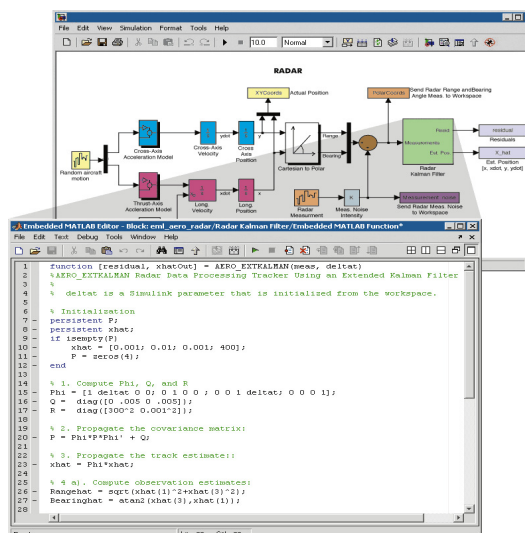 File Edit View Simulation Format Tools Help
10.0 Normal
RADAR
XYCoords Actual Position
PolarCoords Send Radar Range and Bearing Angle Meas. to Workspace
Random aircraft motion
Cross-Axis Acceleration Model
ydot
Cross-Axis Velocity
y
Cross Axis Position
Thrust-Axis Acceleration Model
xdot
Long. Velocity
x
Long. Position
Range
Bearing
Cartesian to Polar
Radar Measurment
K
Meas. Noise Intensity
Measurements
Resid
Est. Pos.
Radar Kalman Filter
residual
Residuals
X_hat
Est. Position [x, xdot, y, ydot]
Measurement noise
Send Radar Meas. Noise to Workspace
Embedded MATLAB Editor - Block: eml_aero_radar/Radar Kalman Filter/Embedded MATLAB Function*
File Edit Text Debug Tools Window Help
1 function [residual, xhatOut] = AERO_EXTKALMAN(meas, deltat)
2 %AERO_EXTKALMAN Radar Data Processing Tracker Using an Extended Kalman Filter
3 %
4 % deltat is a Simulink parameter that is initialized from the workspace.
5
6 % Initialization
7 - persistent P;
8 - persistent xhat;
9 - if isempty(P)
10 - xhat = [0.001; 0.01; 0.001; 400];
11 - P = zeros(4);
12 - end
13
14 % 1. Compute Phi, Q, and R
15 - Phi = [1 deltat 0 0; 0 1 0 0 ; 0 0 1 deltat; 0 0 0 1];
16 - Q = diag([0 .005 0 .005]);
17 - R = diag([300^2 0.001^2]);
18
19 % 2. Propagate the covariance matrix:
20 - P = Phi*P*Phi' + Q;
21
22 % 3. Propagate the track estimate::
23 - xhat = Phi*xhat;
24
25 % 4 a). Compute observation estimates:
26 - Rangehat = sqrt(xhat(1)^2+xhat(3)^2);
27 - Bearinghat = atan2(xhat(3),xhat(1));
28